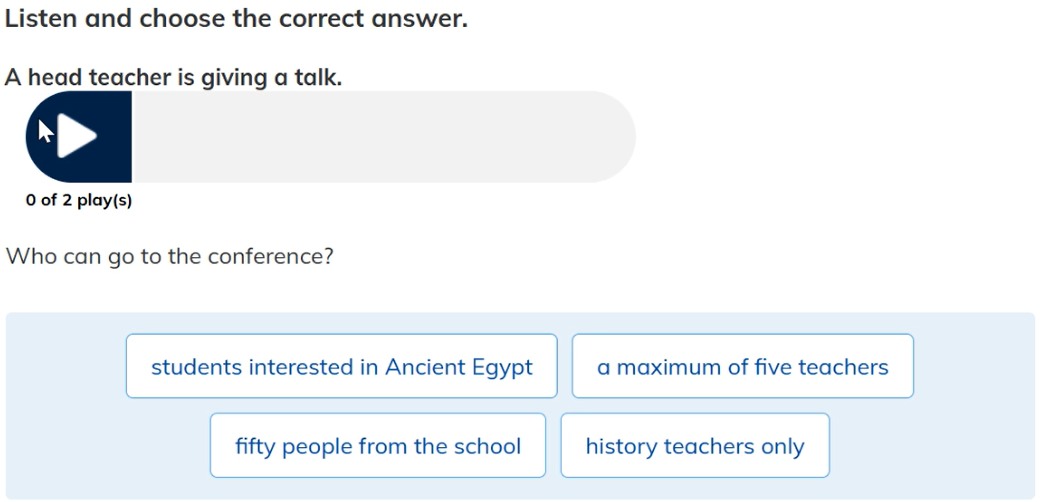 Listen and choose the correct answer.
A head teacher is giving a talk.
0 of 2 play(s)
Who can go to the conference?
students interested in Ancient Egypt
a maximum of five teachers
fifty people from the school
history teachers only